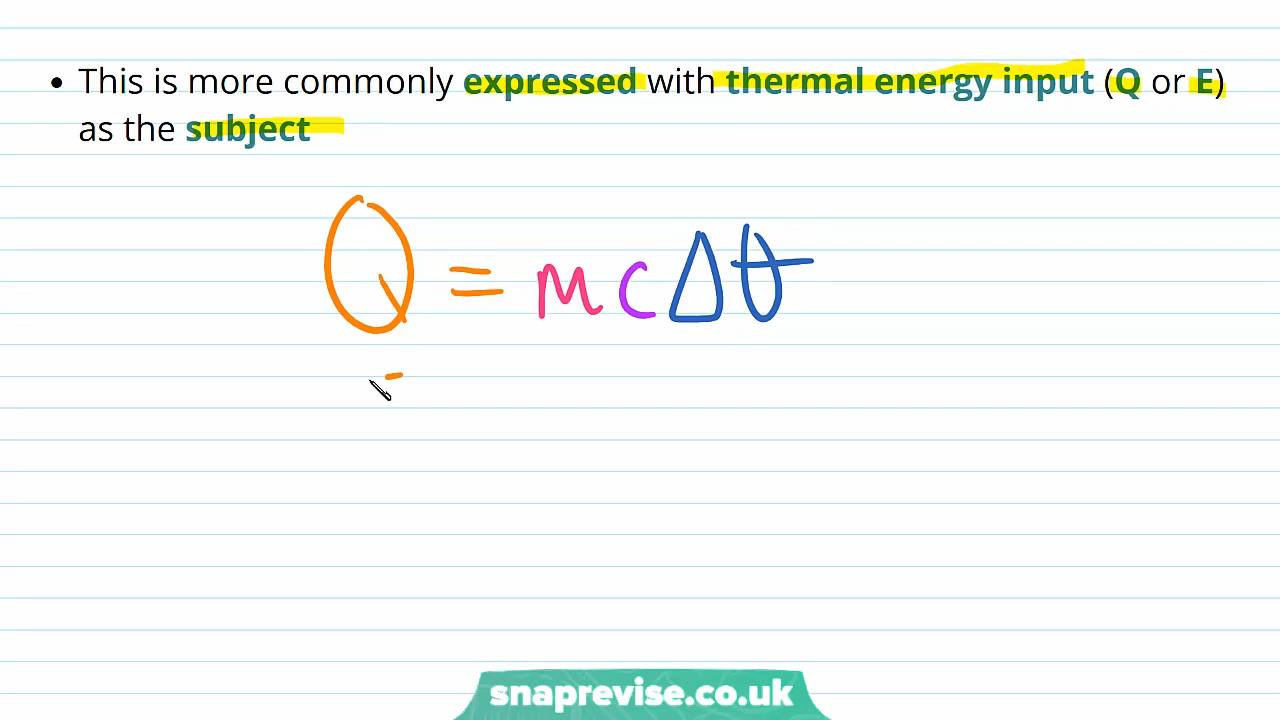 • This is more commonly expressed with thermal energy input (Q or E)
as the subject
Q = mcΔθ
snaprevise.co.uk